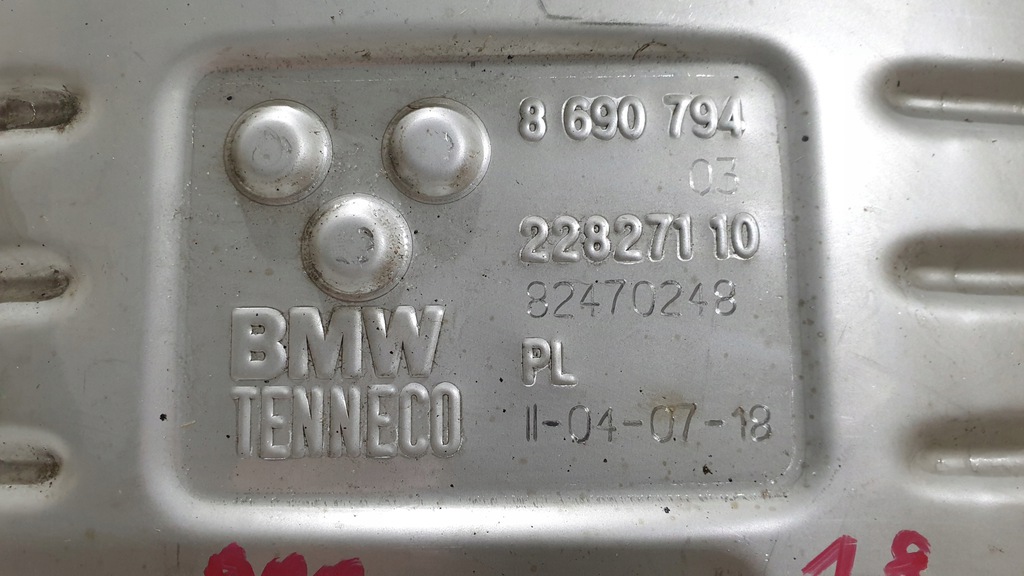 8 690 794
03
228271 10
82470248
PL
II-04-07-18
BMW
TENNECO